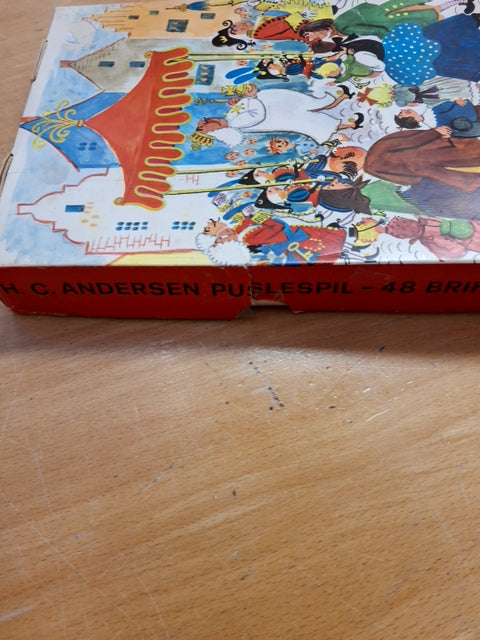 H. C. ANDERSEN PUSLESPIL - 48 BRIK